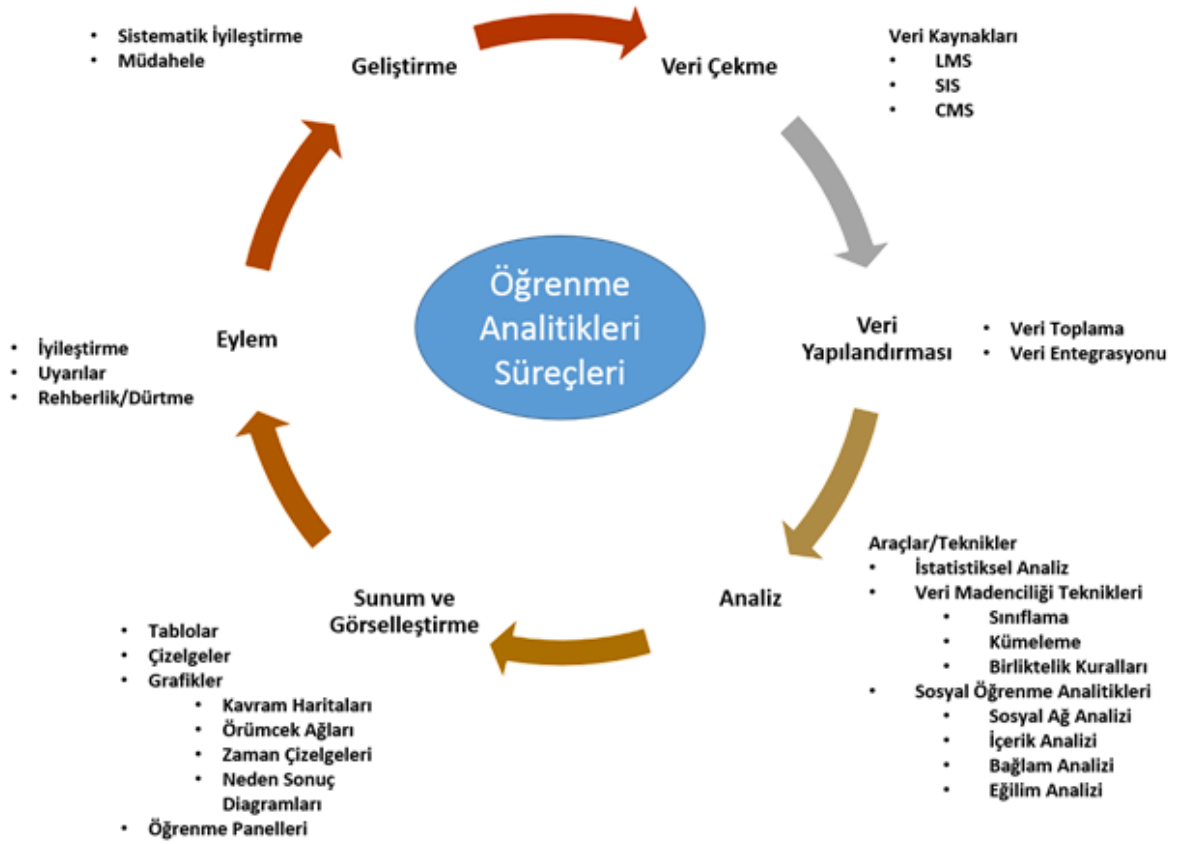 Öğrenme
Analitikleri
Süreçleri
Veri Çekme
Veri Kaynakları
• LMS
• SIS
• CMS
Veri
Yapılandırması
• Veri Toplama
• Veri Entegrasyonu
Analiz
Araçlar/Teknikler
• İstatistiksel Analiz
• Veri Madenciliği Teknikleri
• Sınıflama
• Kümeleme
• Birliktelik Kuralları
• Sosyal Öğrenme Analitikleri
• Sosyal Ağ Analizi
• İçerik Analizi
• Bağlam Analizi
• Eğilim Analizi
Sunum ve
Görselleştirme
• Tablolar
• Çizelgeler
• Grafikler
• Kavram Haritaları
• Örümcek Ağları
• Zaman Çizelgeleri
• Neden Sonuç
Diagramları
• Öğrenme Panelleri
Eylem
• İyileştirme
• Uyarılar
• Rehberlik/Dürtme
Geliştirme
• Sistematik İyileştirme
• Müdahele